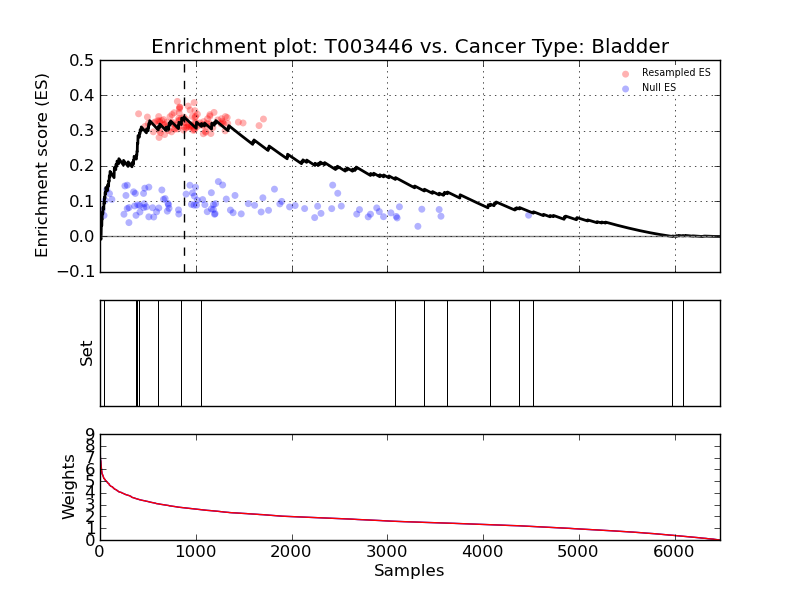 Enrichment plot: T003446 vs. Cancer Type: Bladder
Enrichment score (ES)
0.5
0.4
0.3
0.2
0.1
0.0
−0.1
Resampled ES
Null ES
Set
Weights
9
8
7
6
5
4
3
2
1
0
0 1000 2000 3000 4000 5000 6000
Samples